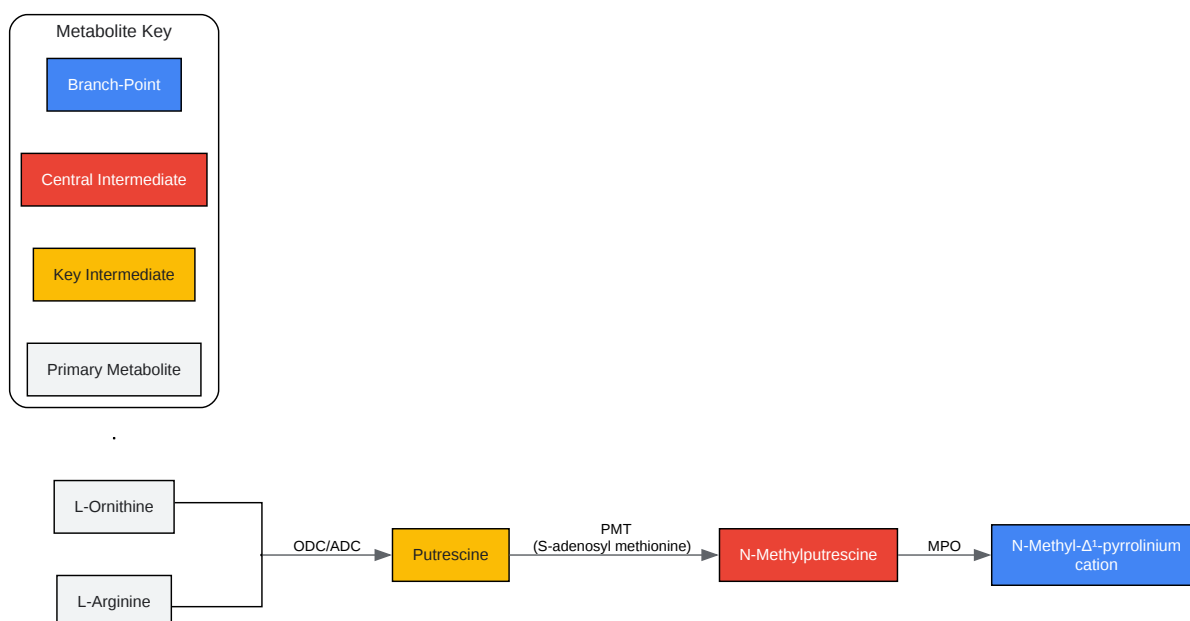 Metabolite Key
Branch-Point
Central Intermediate
Key Intermediate
Primary Metabolite
.
L-Ornithine
L-Arginine
ODC/ADC
Putrescine
PMT
(S-adenosyl methionine)
N-Methylputrescine
MPO
N-Methyl-Δ¹-pyrrolinium
cation